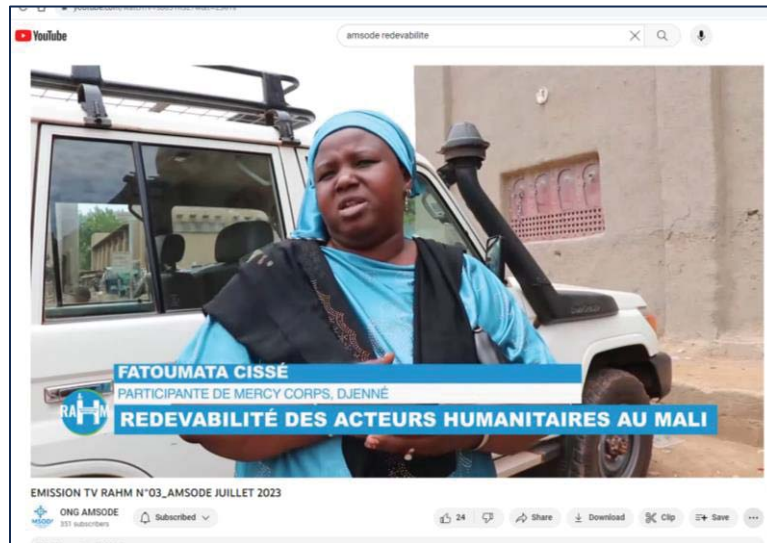 YouTube
amsode redevabilite
FATOUMATA CISSÉ
PARTICIPANTE DE MERCY CORPS, DJENNÉ
RAHM
REDEVABILITÉ DES ACTEURS HUMANITAIRES AU MALI
EMISSION TV RAHM N°03_AMSODE JUILLET 2023
ONG AMSODE
351 subscribers
Subscribed
24
Share
Download
Clip
Save